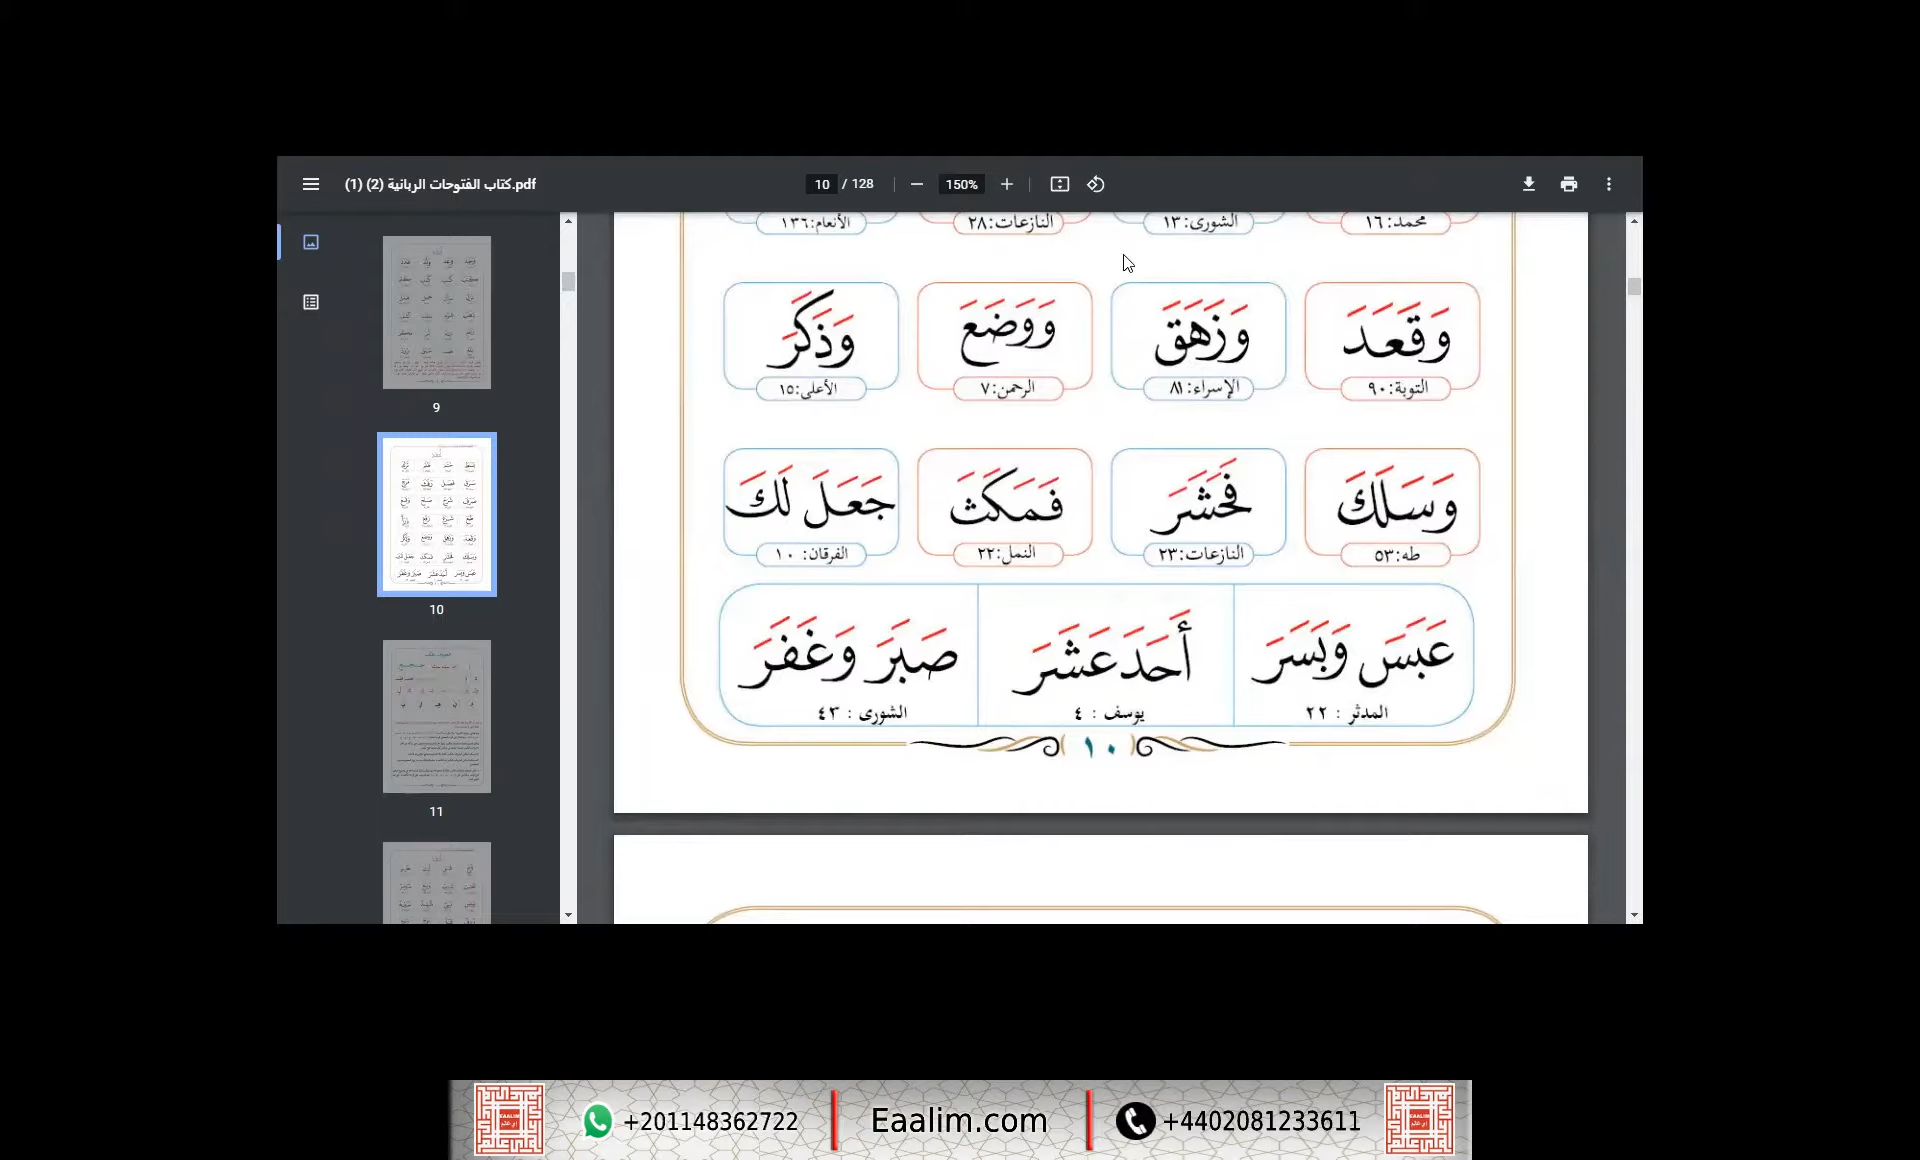 كتاب الفتوحات الربانية (2) (1).pdf
10 / 128
150%
محمد:١٦ الشورى:١٣ النازعات:٢٨ الأنعام:١٣٦
وَقَعَدَ وَزَهَقَ وَوَضَعَ وَذَكَرَ
التوبة:٩٠ الإسراء:٨١ الرحمن:٧ الأعلى:١٥
وَسَلَكَ فَحَشَرَ فَمَكَثَ جَعَلَ لَكَ
طه:٥٣ النازعات:٢٣ النمل:٢٢ الفرقان: ١٠
عَبَسَ وَبَسَرَ أَحَدَ عَشَرَ صَبَرَ وَغَفَرَ
المدثر : ٢٢ يوسف : ٤ الشورى : ٤٣
١٠
9
10
11
+201148362722 Eaalim.com +4402081233611